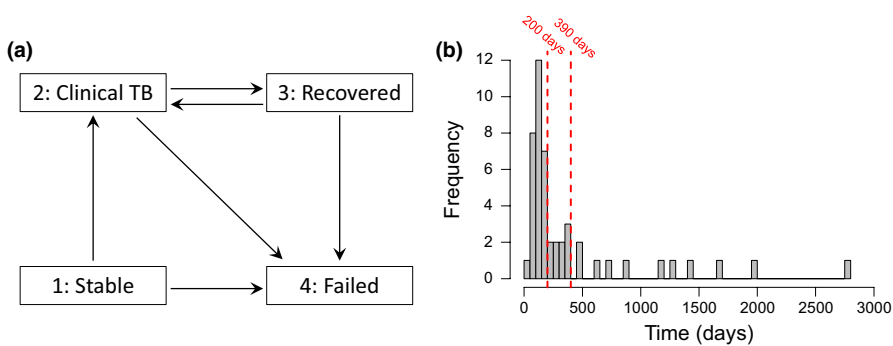 (a)
2: Clinical TB
3: Recovered
1: Stable
4: Failed
(b)
200 days
390 days
Frequency
12
10
8
6
4
2
0
0 500 1000 1500 2000 2500 3000
Time (days)